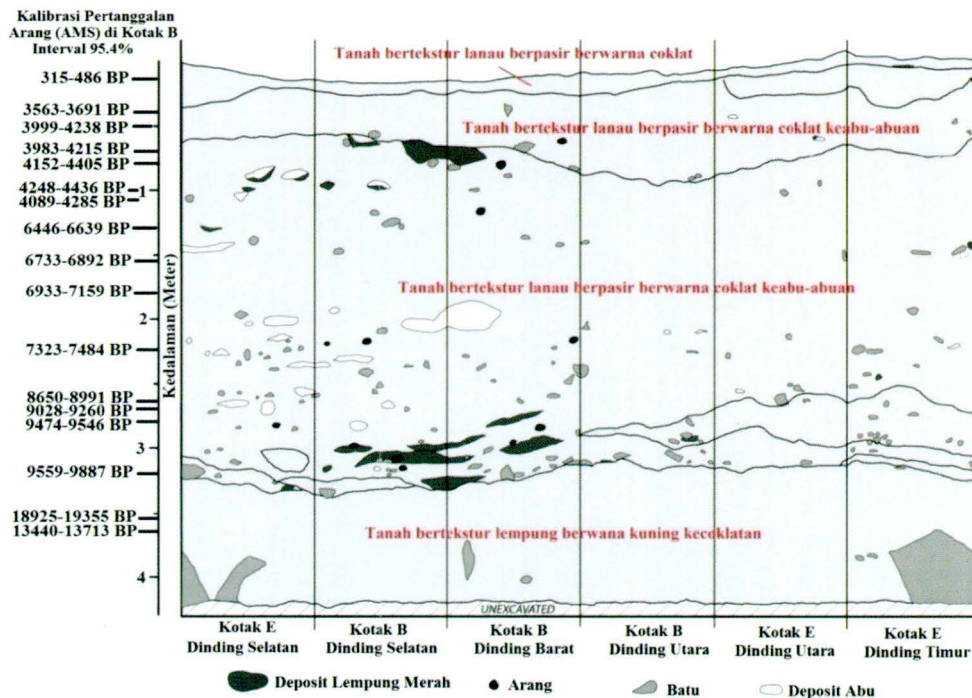 Kalibrasi Pertanggalan
Arang (AMS) di Kotak B
Interval 95.4%
315-486 BP
3563-3691 BP
3999-4238 BP
3983-4215 BP
4152-4405 BP
4248-4436 BP
4089-4285 BP
6446-6639 BP
6733-6892 BP
6933-7159 BP
7323-7484 BP
8650-8991 BP
9028-9260 BP
9474-9546 BP
9559-9887 BP
18925-19355 BP
13440-13713 BP
1
2
3
4
Kedalaman (Meter)
Tanah bertekstur lanau berpasir berwarna coklat
Tanah bertekstur lanau berpasir berwarna coklat keabu-abuan
Tanah bertekstur lanau berpasir berwarna coklat keabu-abuan
Tanah bertekstur lempung berwana kuning kecoklatan
UNEXCAVATED
Kotak E
Dinding Selatan
Kotak B
Dinding Selatan
Kotak B
Dinding Barat
Kotak B
Dinding Utara
Kotak E
Dinding Utara
Kotak E
Dinding Timur
Deposit Lempung Merah
Arang
Batu
Deposit Abu